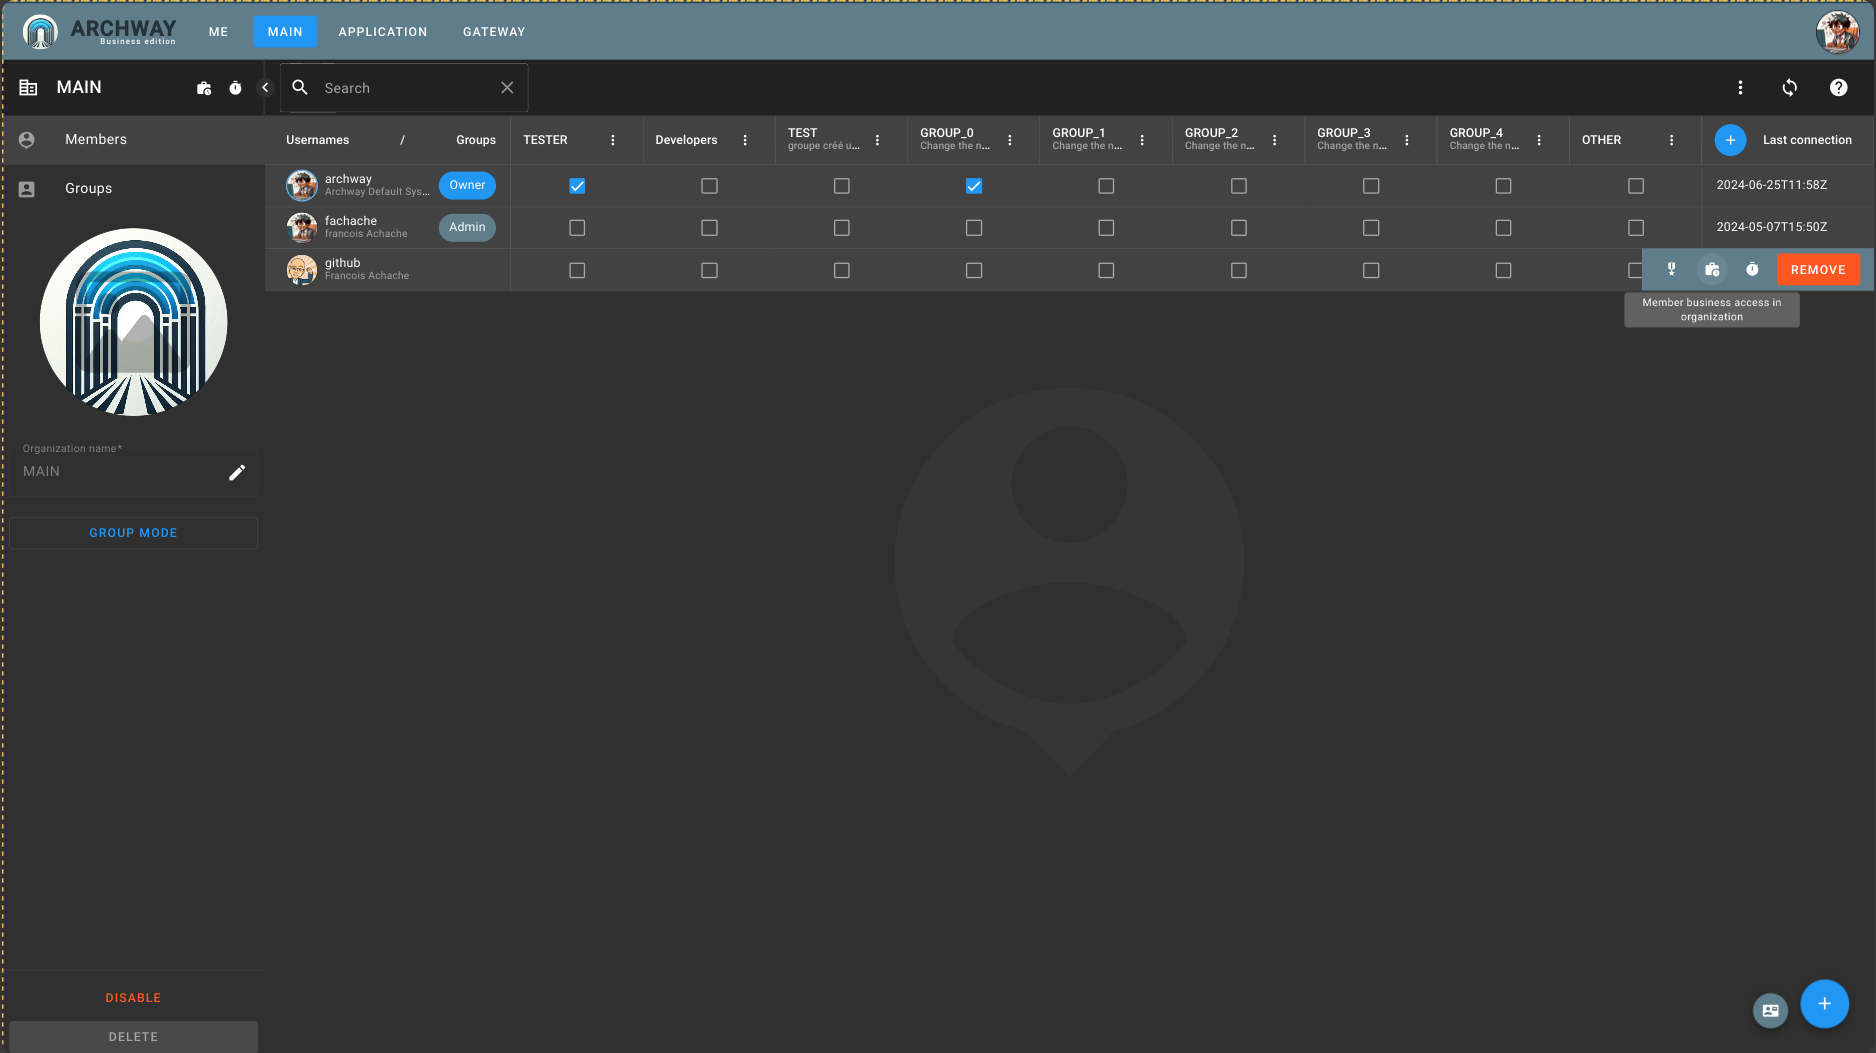 ARCHWAY
Business edition
ME
MAIN
APPLICATION
GATEWAY
MAIN
Search
Members
Groups
Organization name*
MAIN
GROUP MODE
DISABLE
DELETE
Usernames / Groups
TESTER
Developers
TEST
groupe créé u...
GROUP_0
Change the n...
GROUP_1
Change the n...
GROUP_2
Change the n...
GROUP_3
Change the n...
GROUP_4
Change the n...
OTHER
Last connection
archway
Archway Default Sys...
Owner
2024-06-25T11:58Z
fachache
francois Achache
Admin
2024-05-07T15:50Z
github
Francois Achache
REMOVE
Member business access in
organization